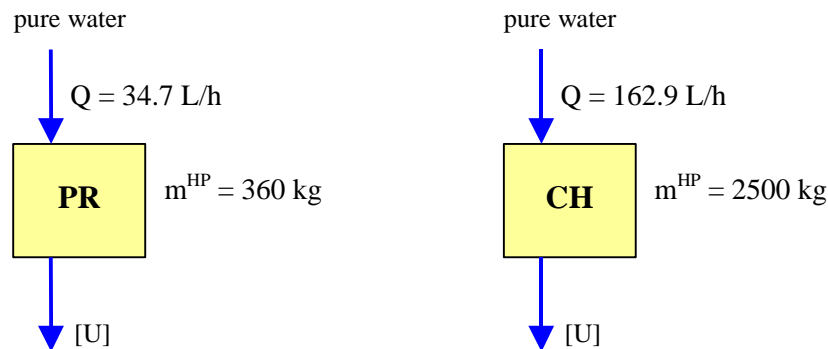 pure water
Q = 34.7 L/h
PR
m^HP = 360 kg
[U]
pure water
Q = 162.9 L/h
CH
m^HP = 2500 kg
[U]